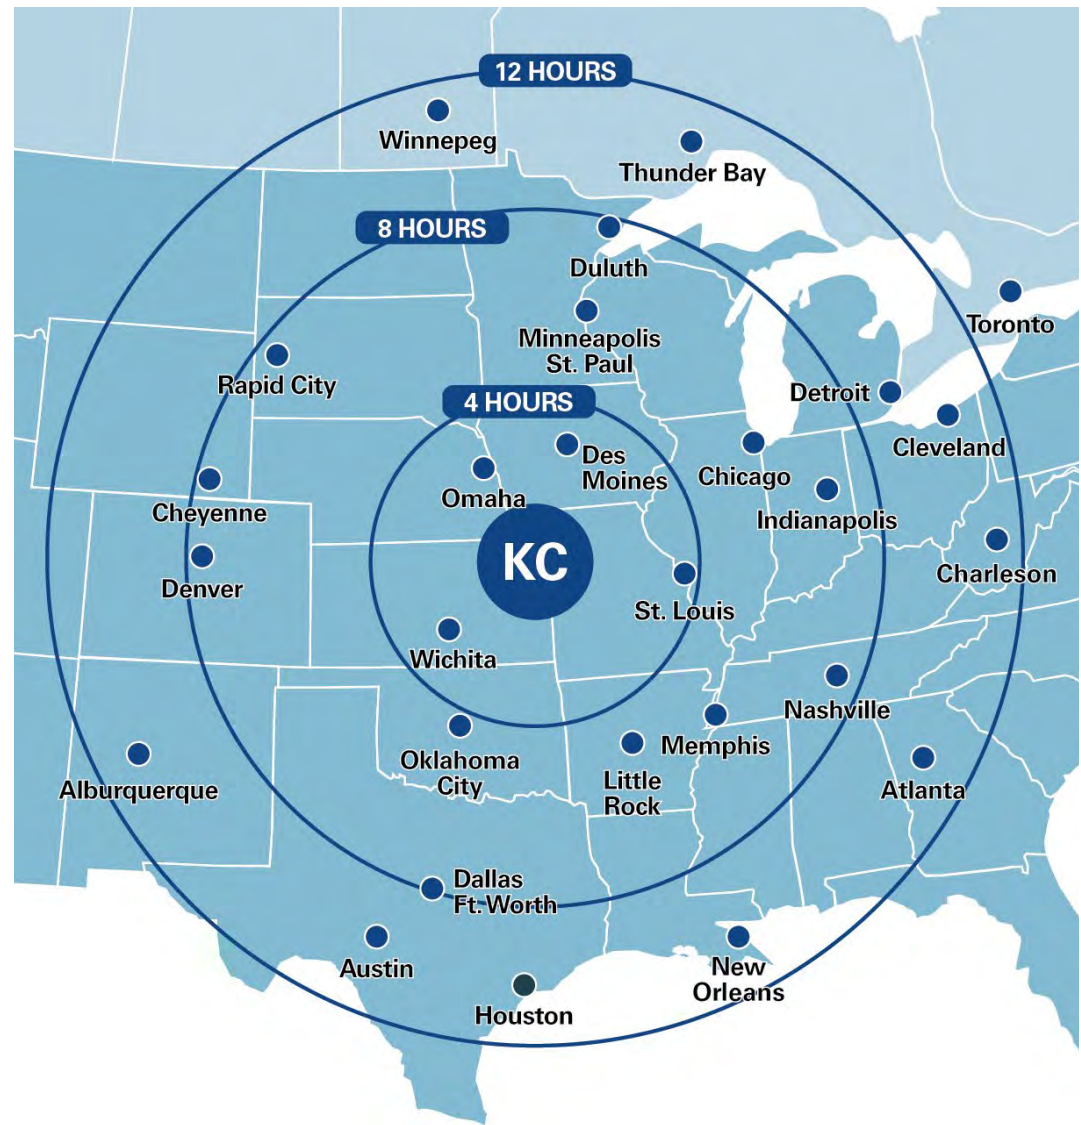 12 HOURS
Winnepeg
Thunder Bay
8 HOURS
Duluth
Toronto
Minneapolis
St. Paul
Rapid City
Detroit
4 HOURS
Cleveland
Des
Moines
Chicago
Omaha
Cheyenne
Indianapolis
KC
Denver
Charleson
St. Louis
Wichita
Nashville
Memphis
Oklahoma
City
Little
Rock
Alburquerque
Atlanta
Dallas
Ft. Worth
Austin
New
Orleans
Houston